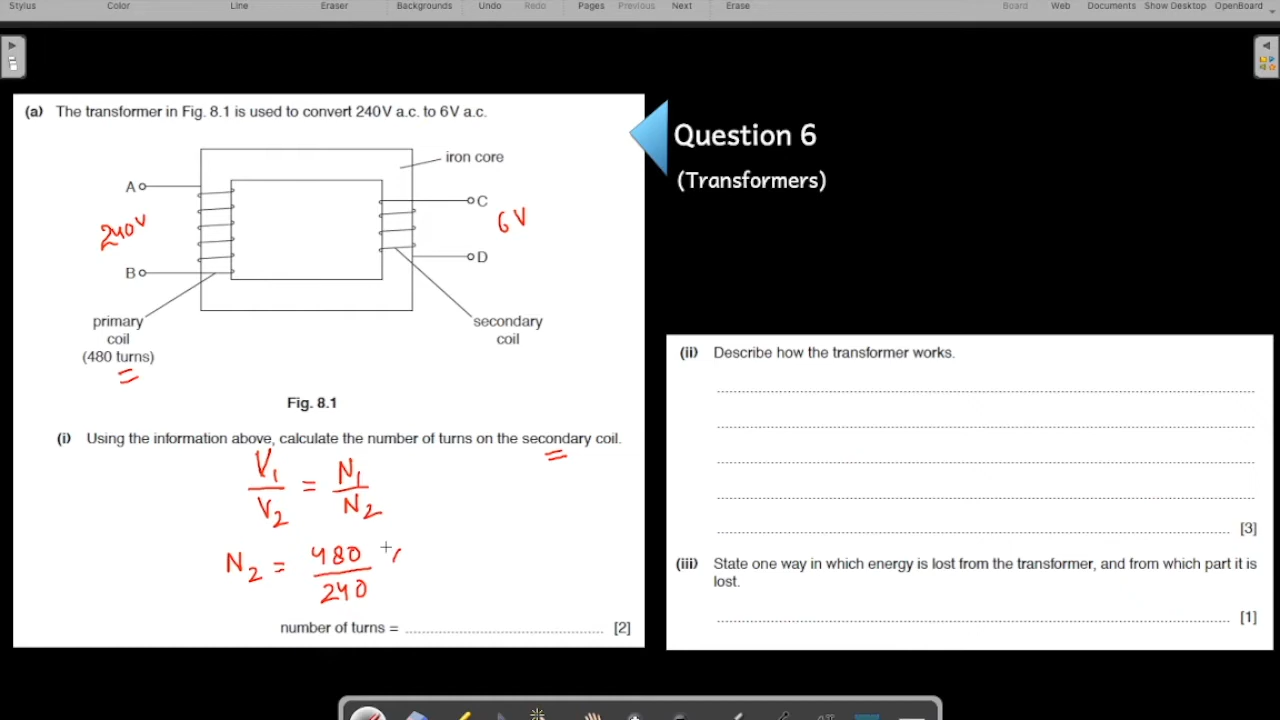 Stylus Color Line Eraser Backgrounds Undo Redo Pages Previous Next Erase Board Web Documents Show Desktop OpenBoard
(a) The transformer in Fig. 8.1 is used to convert 240V a.c. to 6V a.c.
iron core
A
C
240V
6V
B
D
primary
coil
(480 turns)
secondary
coil
Fig. 8.1
(i) Using the information above, calculate the number of turns on the secondary coil.
V1/V2 = N1/N2
N2 = 480/240
number of turns = ........................................ [2]
Question 6
(Transformers)
(ii) Describe how the transformer works.
[3]
(iii) State one way in which energy is lost from the transformer, and from which part it is
lost.
[1]